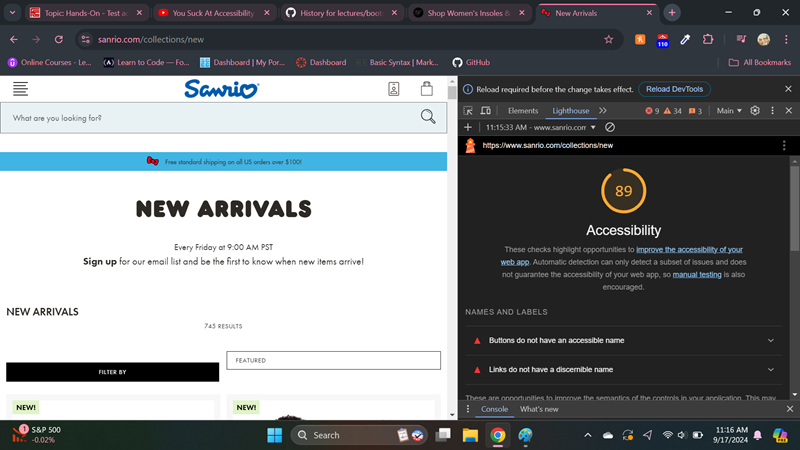 Topic: Hands-On - Test a
You Suck At Accessibility
History for lectures/boot
Shop Women's Insoles &
New Arrivals
sanrio.com/collections/new
110
Online Courses - Le...
Learn to Code — Fo...
Dashboard | My Por...
Dashboard
Basic Syntax | Mark...
GitHub
All Bookmarks
Sanrio
What are you looking for?
Free standard shipping on all US orders over $100!
NEW ARRIVALS
Every Friday at 9:00 AM PST
Sign up for our email list and be the first to know when new items arrive!
NEW ARRIVALS
745 RESULTS
FILTER BY
FEATURED
NEW!
NEW!
Reload required before the change takes effect.
Reload DevTools
Elements
Lighthouse
9
34
3
Main
11:15:33 AM - www.sanrio.com
https://www.sanrio.com/collections/new
89
Accessibility
These checks highlight opportunities to improve the accessibility of your
web app. Automatic detection can only detect a subset of issues and does
not guarantee the accessibility of your web app, so manual testing is also
encouraged.
NAMES AND LABELS
Buttons do not have an accessible name
Links do not have a discernible name
These are opportunities to improve the semantics of the controls in your application. This may
Console
What's new
1
S&P 500
-0.02%
Search
11:16 AM
9/17/2024